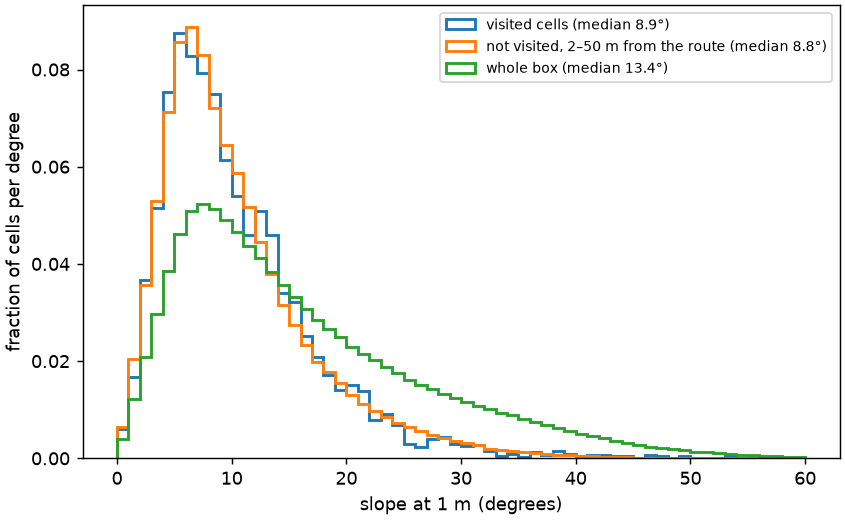 visited cells (median 8.9°)
not visited, 2–50 m from the route (median 8.8°)
whole box (median 13.4°)
0.08
0.06
0.04
0.02
0.00
fraction of cells per degree
0 10 20 30 40 50 60
slope at 1 m (degrees)